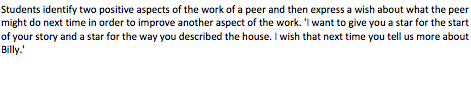 Students identify two positive aspects of the work of a peer and then express a wish about what the peer
might do next time in order to improve another aspect of the work. 'I want to give you a star for the start
of your story and a star for the way you described the house. I wish that next time you tell us more about
Billy.'